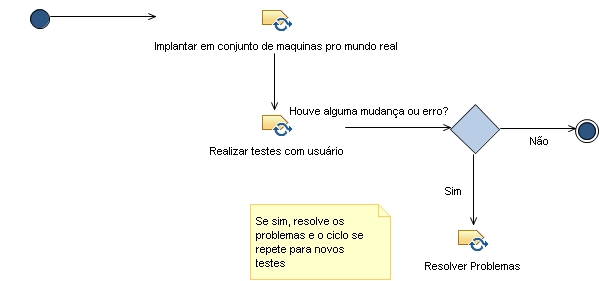 Implantar em conjunto de maquinas pro mundo real
Houve alguma mudança ou erro?
Realizar testes com usuário
Não
Sim
Se sim, resolve os
problemas e o ciclo se
repete para novos
testes
Resolver Problemas